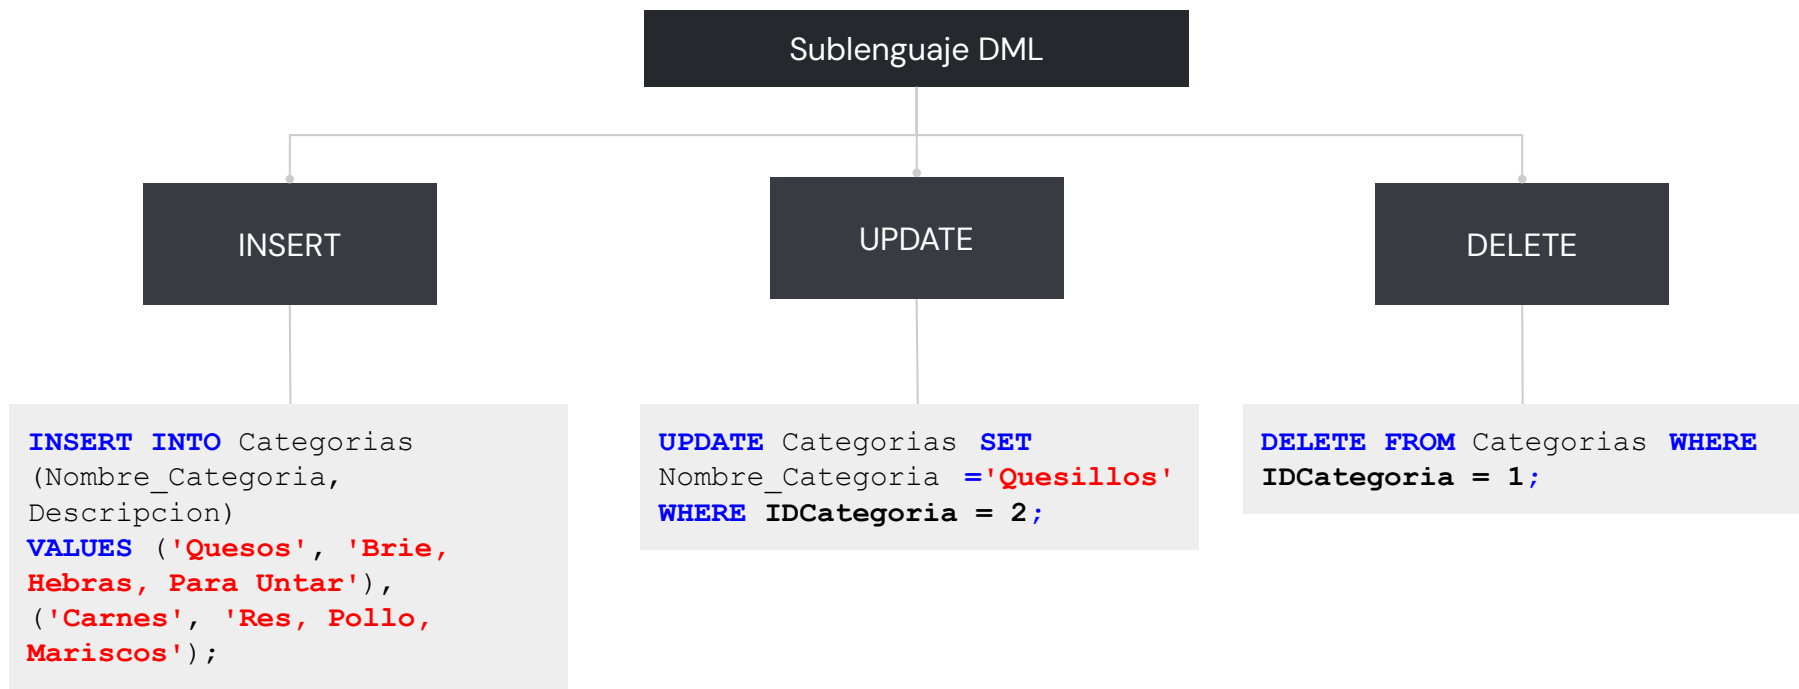 Sublenguaje DML
INSERT
UPDATE
DELETE
INSERT INTO Categorias
(Nombre_Categoria,
Descripcion)
VALUES ('Quesos', 'Brie,
Hebras, Para Untar'),
('Carnes', 'Res, Pollo,
Mariscos');
UPDATE Categorias SET
Nombre_Categoria ='Quesillos'
WHERE IDCategoria = 2;
DELETE FROM Categorias WHERE
IDCategoria = 1;